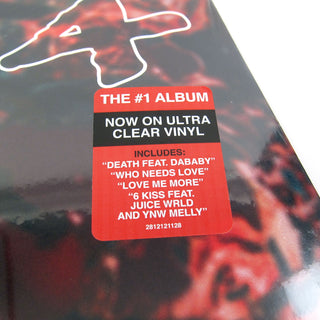 THE #1 ALBUM
NOW ON ULTRA
CLEAR VINYL
INCLUDES:
"DEATH FEAT. DABABY"
"WHO NEEDS LOVE"
"LOVE ME MORE"
"6 KISS FEAT.
JUICE WRLD
AND YNW MELLY"
2812121128